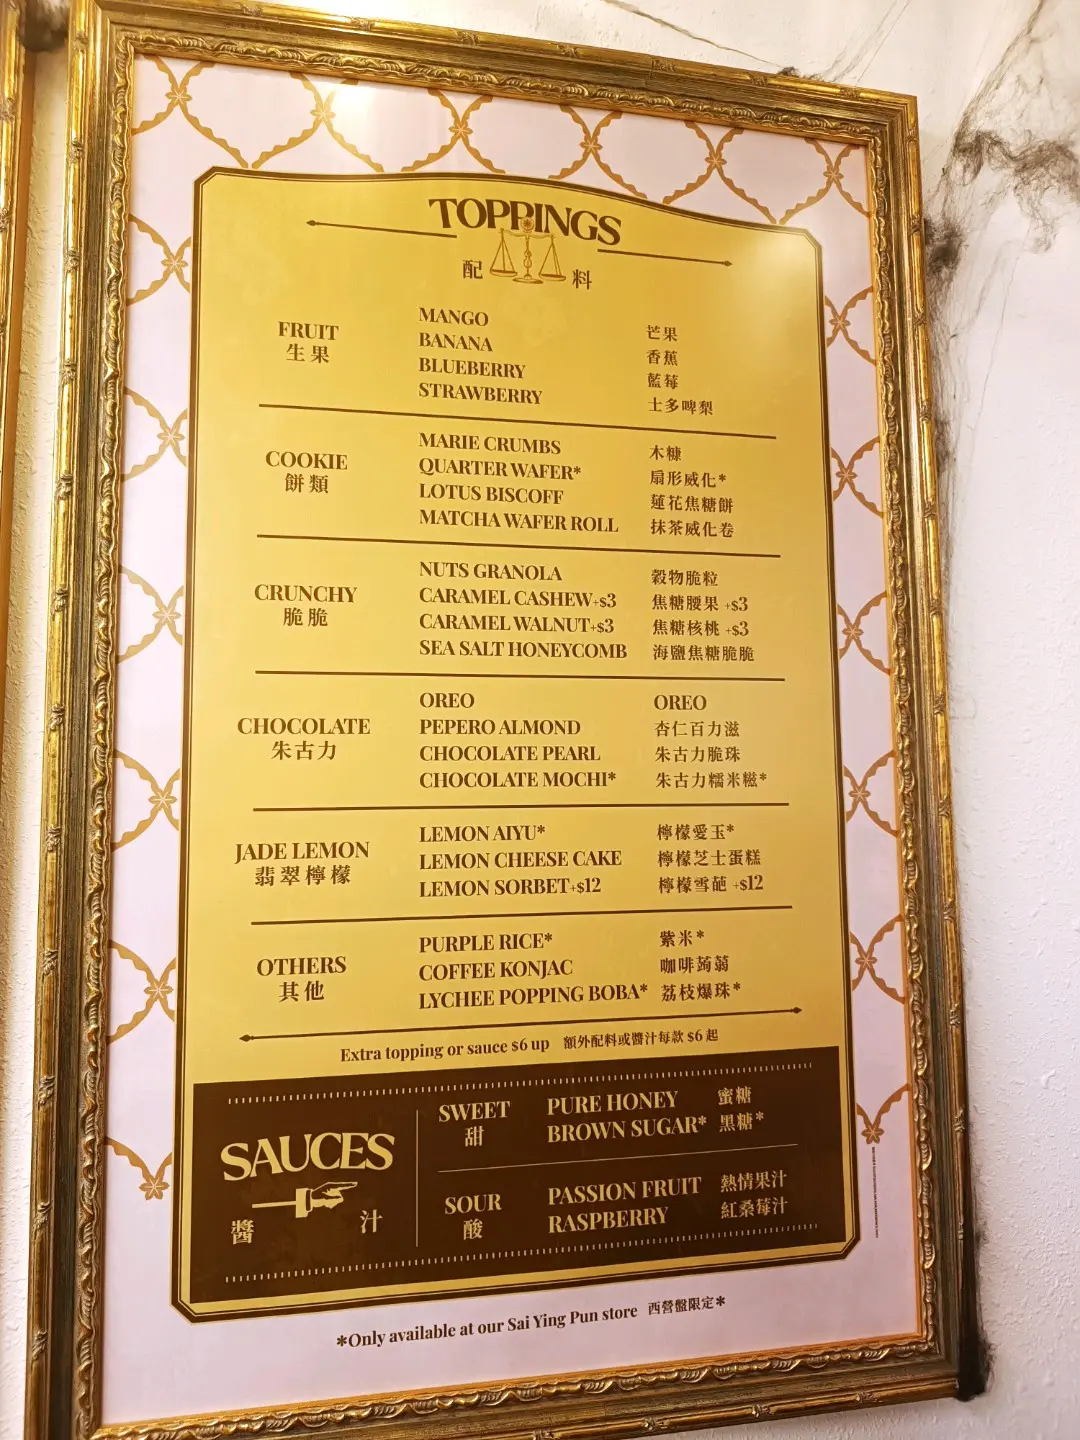 TOPPINGS
配 料
FRUIT
生果
MANGO 芒果
BANANA 香蕉
BLUEBERRY 藍莓
STRAWBERRY 士多啤梨
COOKIE
餅類
MARIE CRUMBS 木糠
QUARTER WAFER* 扇形威化*
LOTUS BISCOFF 蓮花焦糖餅
MATCHA WAFER ROLL 抹茶威化卷
CRUNCHY
脆脆
NUTS GRANOLA 穀物脆粒
CARAMEL CASHEW+$3 焦糖腰果 +$3
CARAMEL WALNUT+$3 焦糖核桃 +$3
SEA SALT HONEYCOMB 海鹽焦糖脆脆
CHOCOLATE
朱古力
OREO OREO
PEPERO ALMOND 杏仁百力滋
CHOCOLATE PEARL 朱古力脆珠
CHOCOLATE MOCHI* 朱古力糯米糍*
JADE LEMON
翡翠檸檬
LEMON AIYU* 檸檬愛玉*
LEMON CHEESE CAKE 檸檬芝士蛋糕
LEMON SORBET+$12 檸檬雪葩 +$12
OTHERS
其他
PURPLE RICE* 紫米*
COFFEE KONJAC 咖啡蒟蒻
LYCHEE POPPING BOBA* 荔枝爆珠*
Extra topping or sauce $6 up 額外配料或醬汁每款 $6 起
SAUCES
醬 汁
SWEET
甜
PURE HONEY 蜜糖
BROWN SUGAR* 黑糖*
SOUR
酸
PASSION FRUIT 熱情果汁
RASPBERRY 紅桑莓汁
*Only available at our Sai Ying Pun store 西營盤限定*